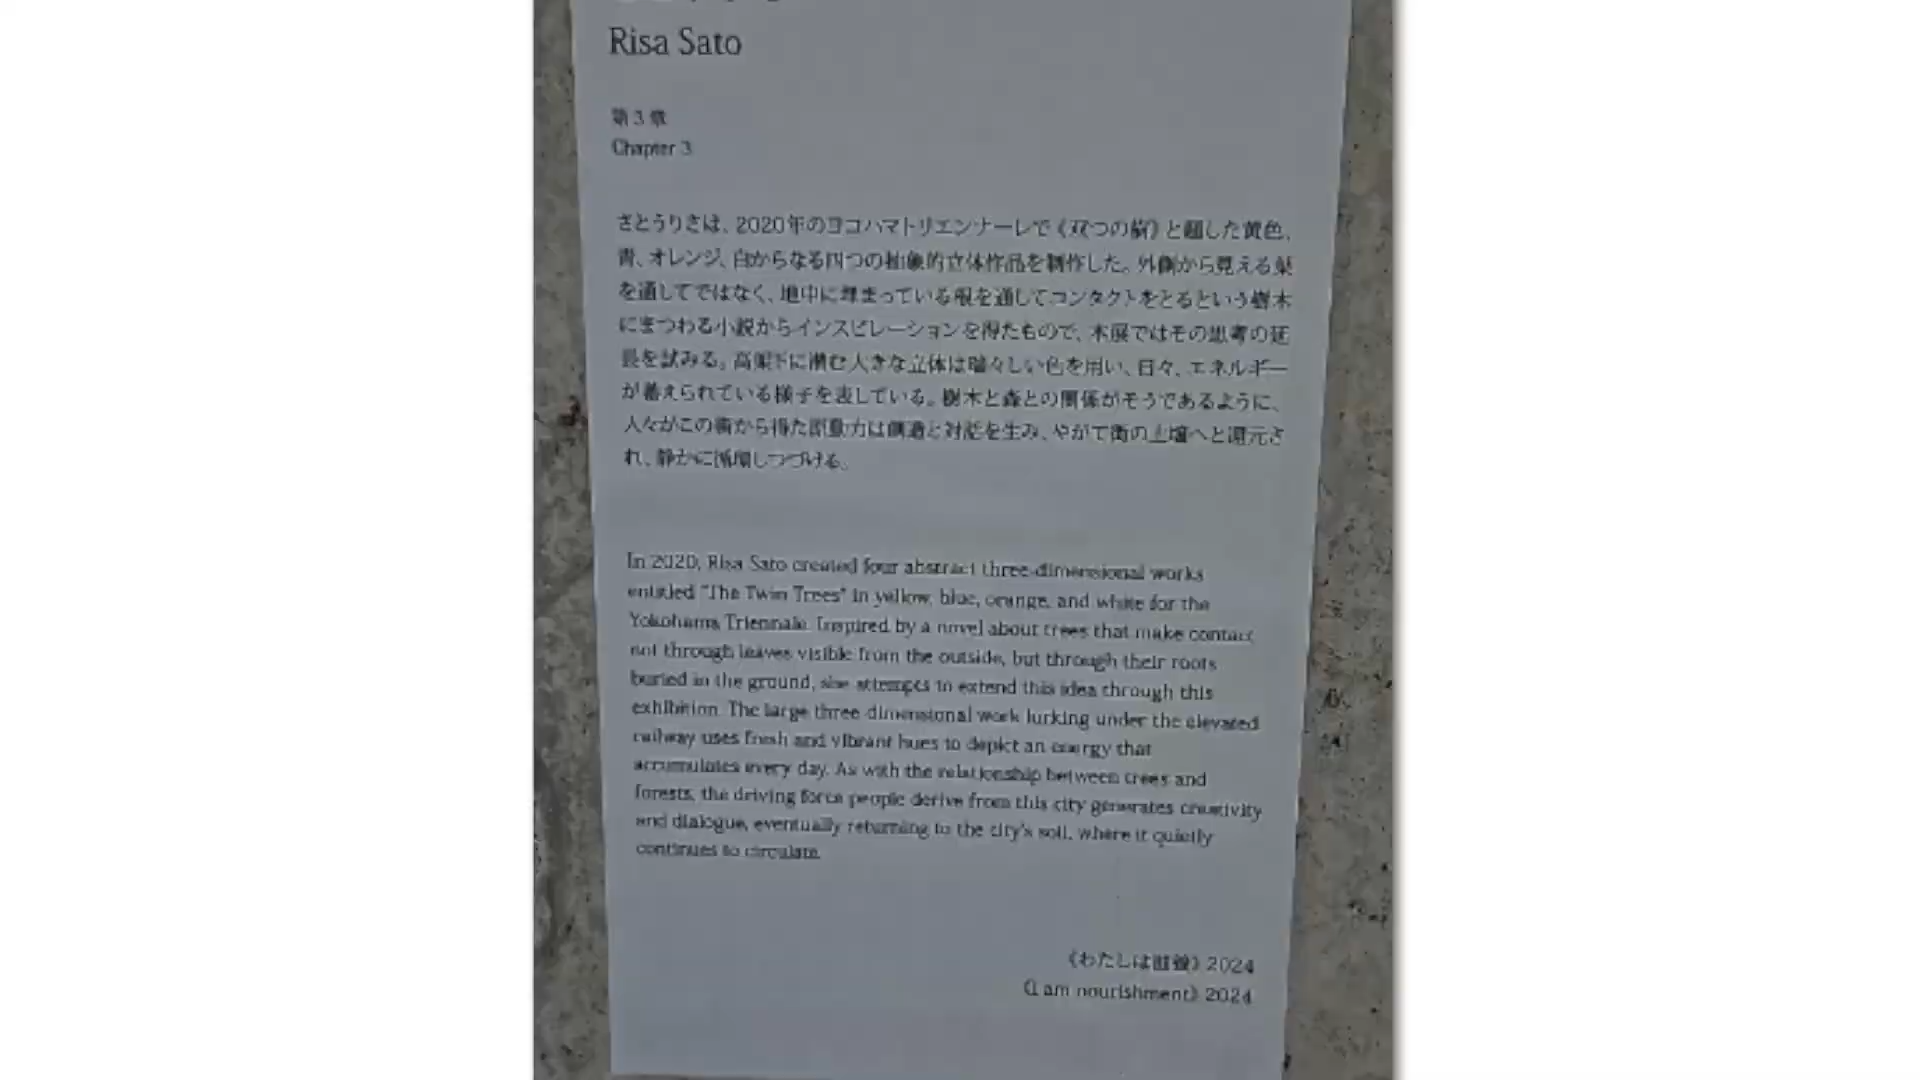 Risa Sato
第3章
Chapter 3
さとうりさは、2020年のヨコハマトリエンナーレで《双つの樹》と題した黄色、
青、オレンジ、白からなる四つの抽象的立体作品を制作した。外側から見える葉
を通してではなく、地中に埋まっている根を通してコンタクトをとるという樹木
にまつわる小説からインスピレーションを得たもので、本展ではその思考の延
長を試みる。高架下に潜む大きな立体は瑞々しい色を用い、日々、エネルギー
が蓄えられている様子を表している。樹木と森との関係がそうであるように、
人々がこの街から得た原動力は創造と対話を生み、やがて街の土壌へと還元さ
れ、静かに循環しつづける。
In 2020, Risa Sato created four abstract three-dimensional works
entitled "The Twin Trees" in yellow, blue, orange, and white for the
Yokohama Triennale. Inspired by a novel about trees that make contact
not through leaves visible from the outside, but through their roots
buried in the ground, she attempts to extend this idea through this
exhibition. The large three-dimensional work lurking under the elevated
railway uses fresh and vibrant hues to depict an energy that
accumulates every day. As with the relationship between trees and
forests, the driving force people derive from this city generates creativity
and dialogue, eventually returning to the city's soil, where it quietly
continues to circulate.
《わたしは滋養》2024
《I am nourishment》2024